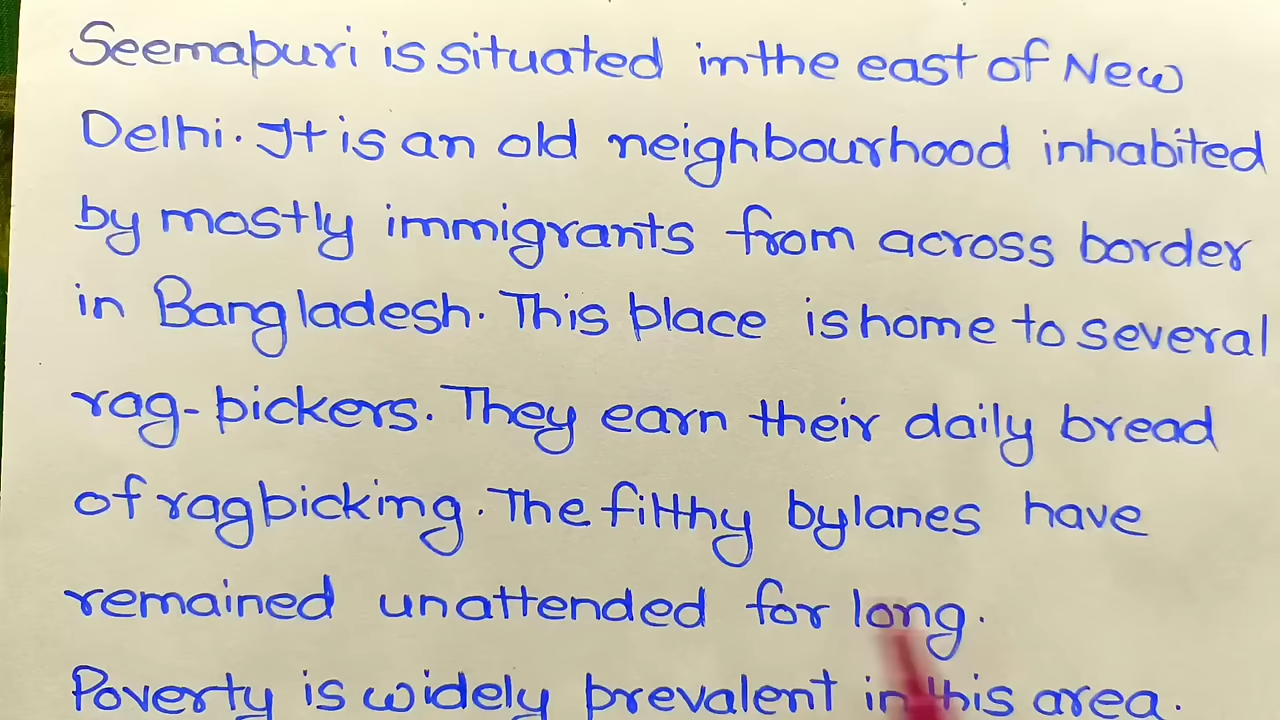 Seemapuri is situated in the east of New
Delhi. It is an old neighbourhood inhabited
by mostly immigrants from across border
in Bangladesh. This place is home to several
rag-pickers. They earn their daily bread
of ragpicking. The filthy bylanes have
remained unattended for long.
Poverty is widely prevalent in this area.